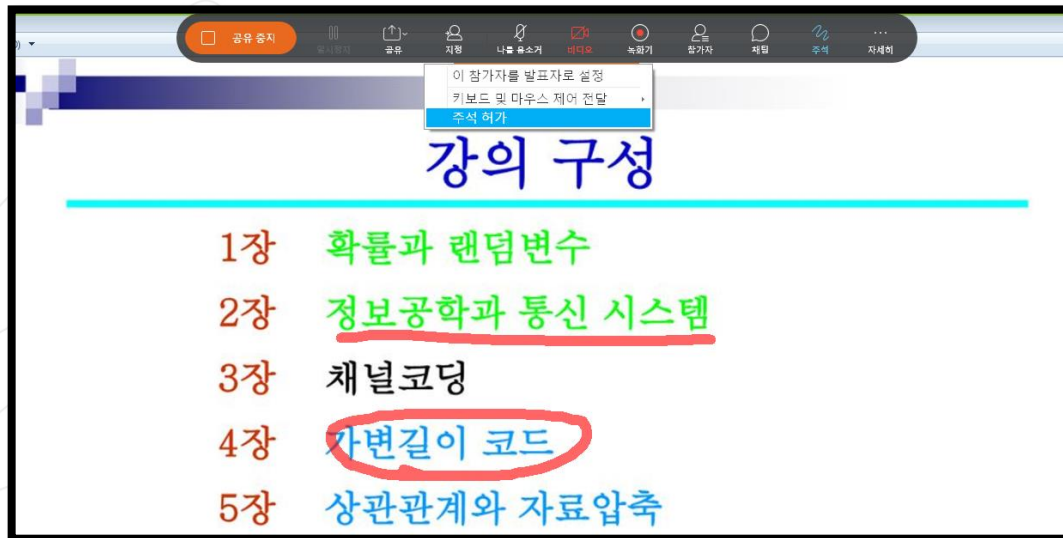 공유 중지
일시중지
공유
지정
나를 음소거
비디오
녹화기
참가자
채팅
주석
자세히
이 참가자를 발표자로 설정
키보드 및 마우스 제어 전달
주석 허가
강의 구성
1장 확률과 랜덤변수
2장 정보공학과 통신 시스템
3장 채널코딩
4장 가변길이 코드
5장 상관관계와 자료압축